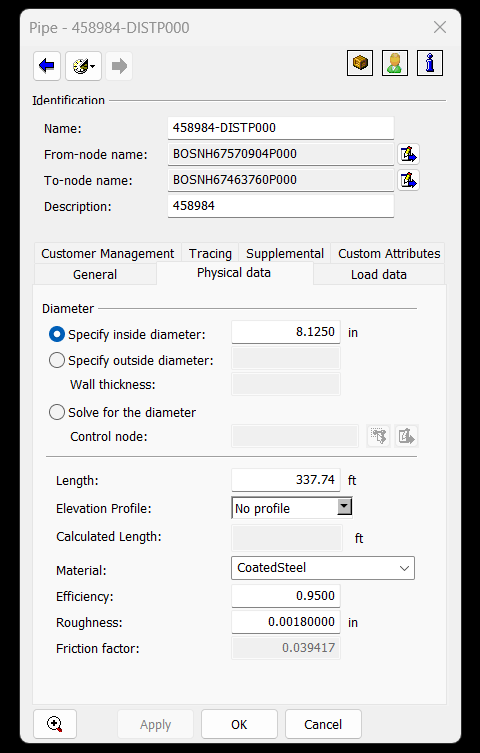 Pipe - 458984-DISTP000
Identification
Name: 458984-DISTP000
From-node name: BOSNH67570904P000
To-node name: BOSNH67463760P000
Description: 458984
Customer Management Tracing Supplemental Custom Attributes
General Physical data Load data
Diameter
Specify inside diameter: 8.1250 in
Specify outside diameter:
Wall thickness:
Solve for the diameter
Control node:
Length: 337.74 ft
Elevation Profile: No profile
Calculated Length: ft
Material: CoatedSteel
Efficiency: 0.9500
Roughness: 0.00180000 in
Friction factor: 0.039417
Apply OK Cancel